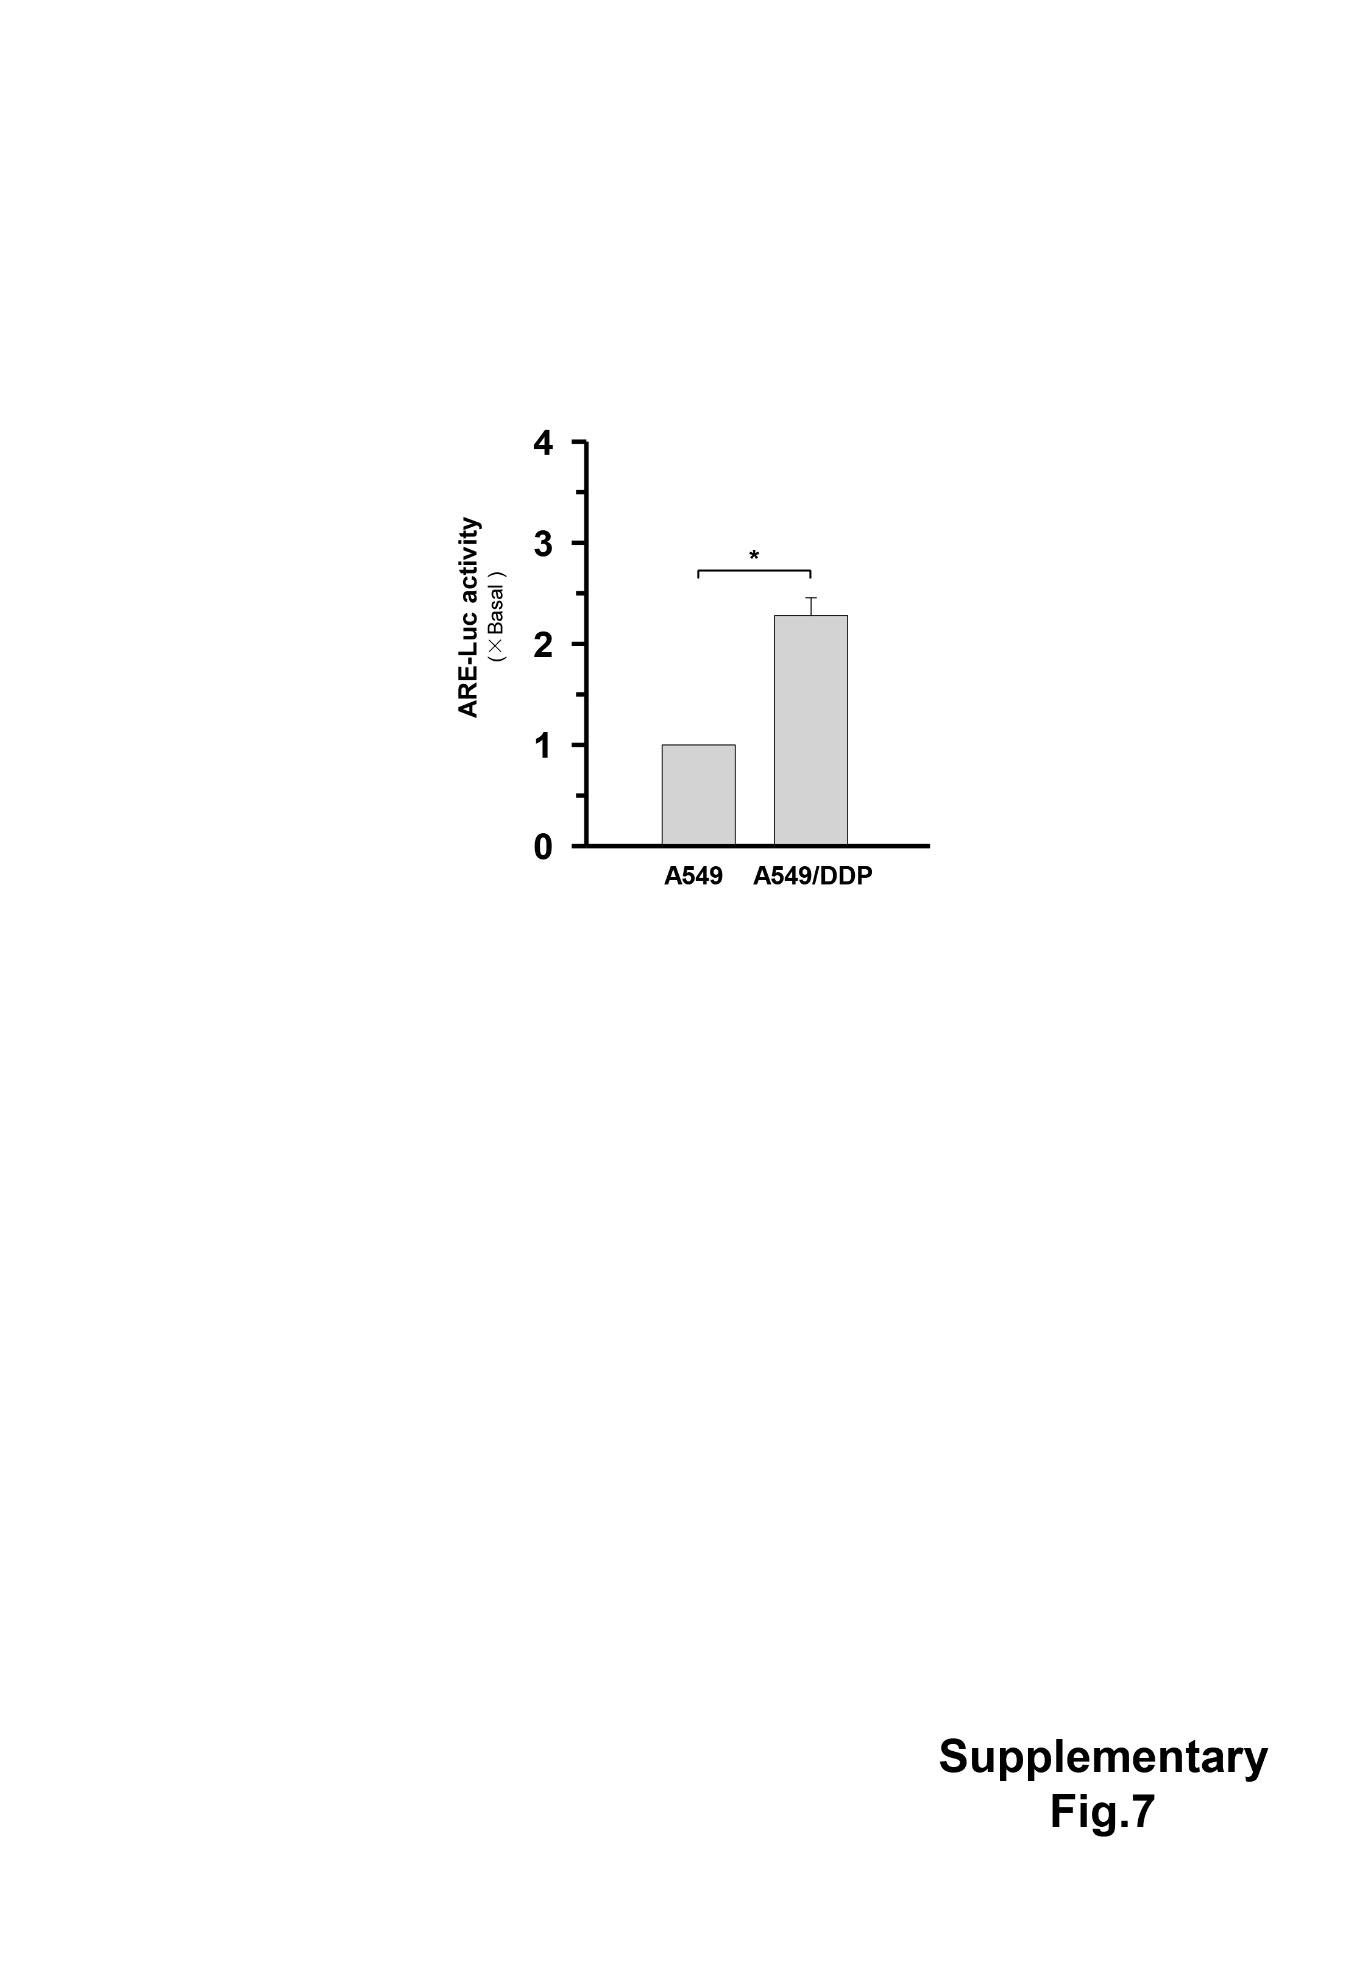 4
3
2
1
0
ARE-Luc activity
(×Basal)
*
A549
A549/DDP
Supplementary
Fig.7